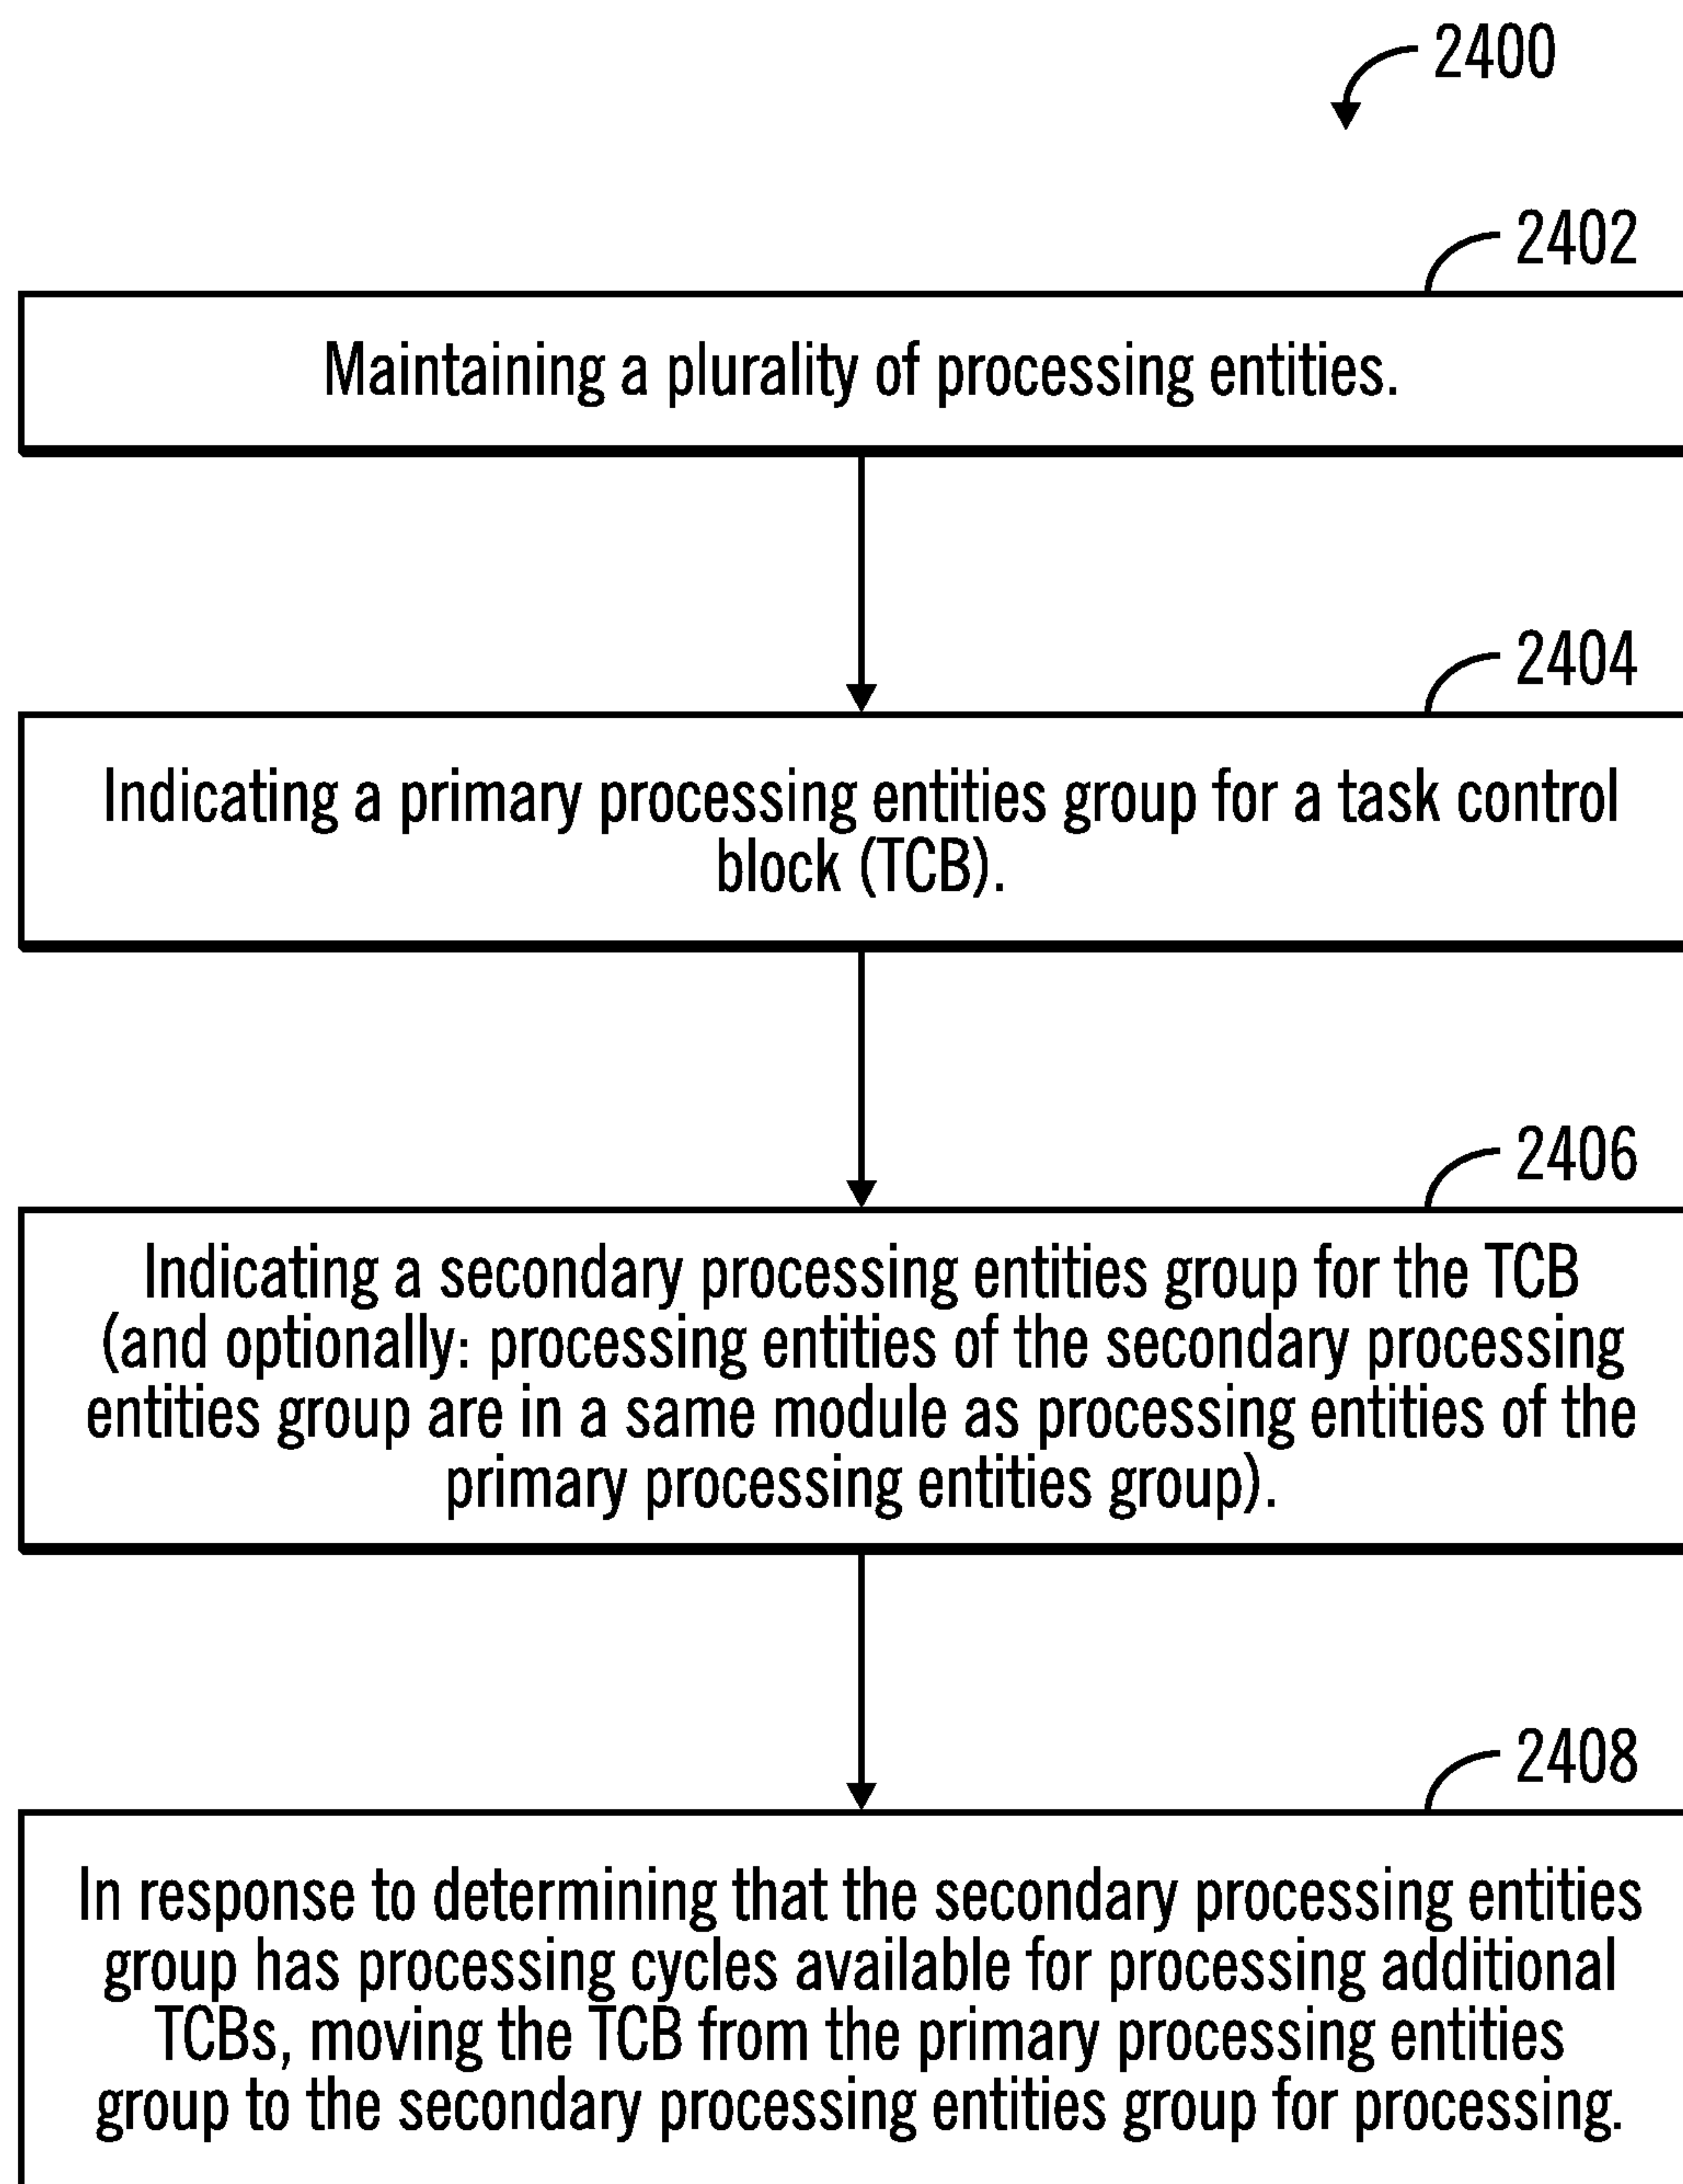 2400
2402
Maintaining a plurality of processing entities.
2404
Indicating a primary processing entities group for a task control
block (TCB).
2406
Indicating a secondary processing entities group for the TCB
(and optionally: processing entities of the secondary processing
entities group are in a same module as processing entities of the
primary processing entities group).
2408
In response to determining that the secondary processing entities
group has processing cycles available for processing additional
TCBs, moving the TCB from the primary processing entities
group to the secondary processing entities group for processing.